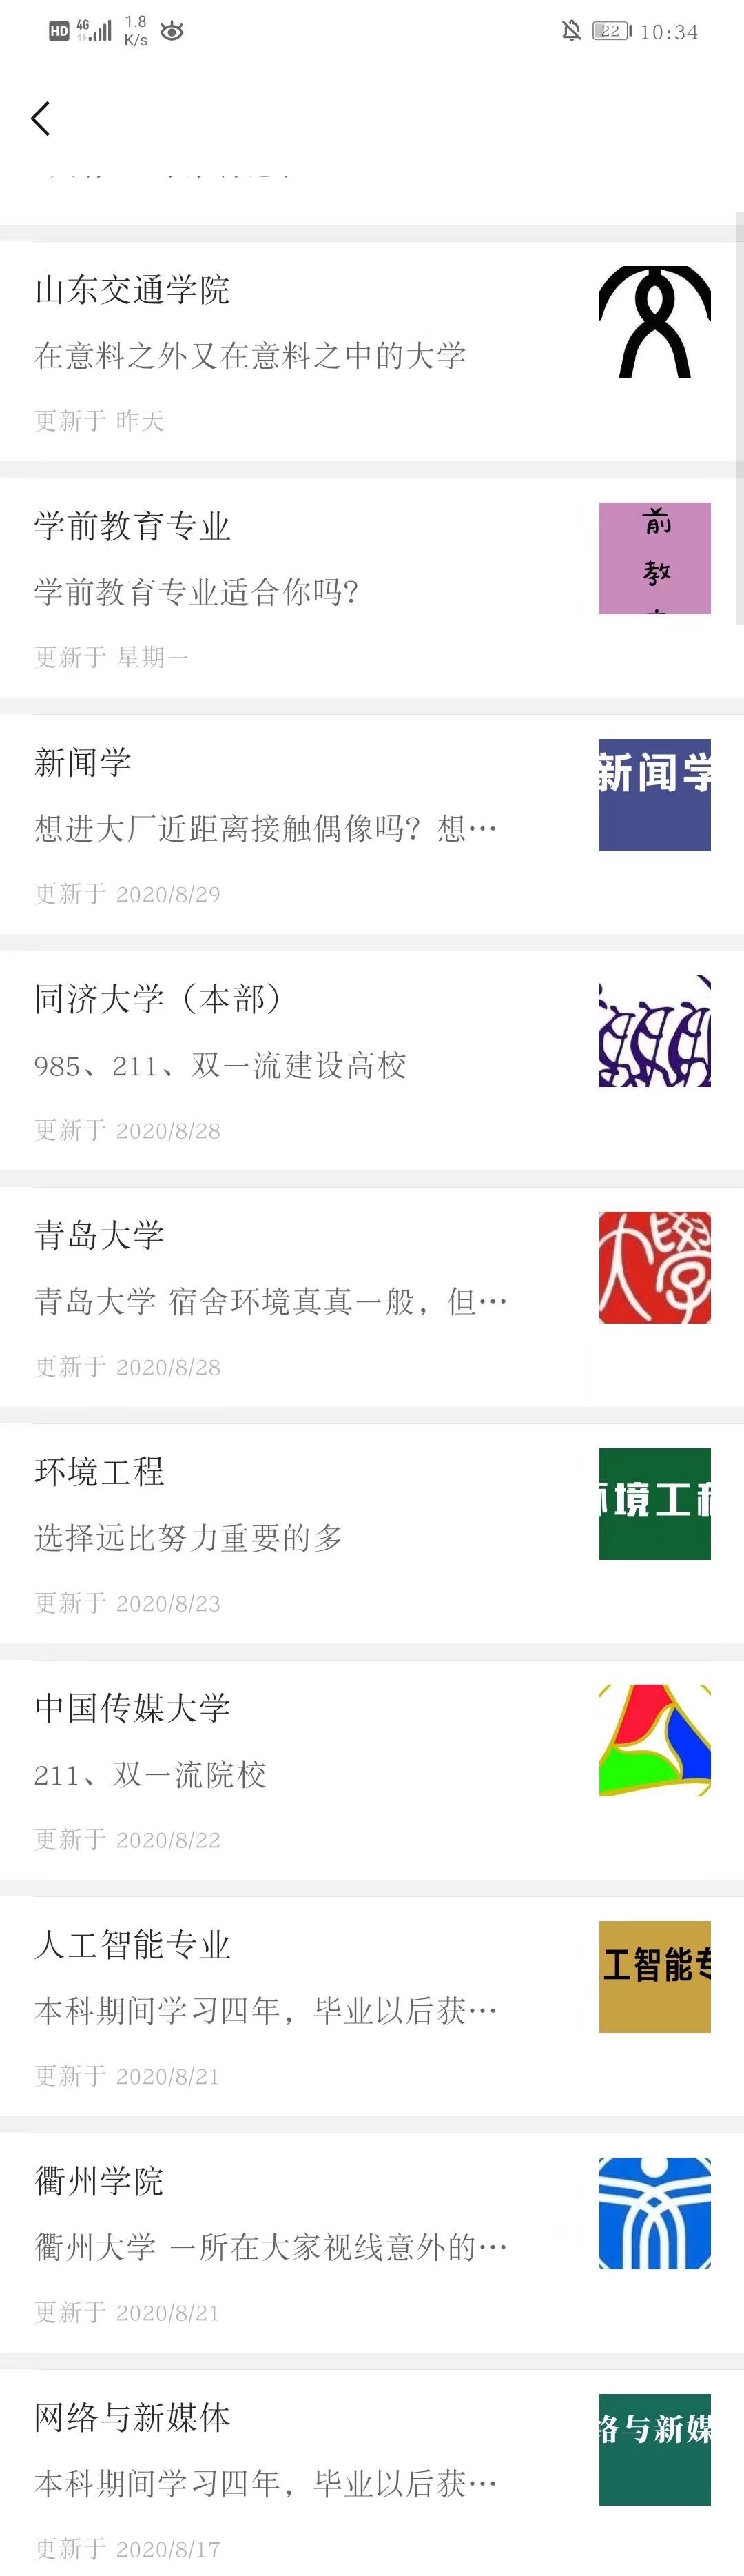 HD 4G 1.8 K/s 22 10:34
山东交通学院
在意料之外又在意料之中的大学
更新于 昨天
学前教育专业
前
教
学前教育专业适合你吗?
更新于 星期一
新闻学
新闻学
想进大厂近距离接触偶像吗? 想…
更新于 2020/8/29
同济大学（本部）
985、211、双一流建设高校
更新于 2020/8/28
青岛大学
大學
青岛大学 宿舍环境真真一般，但…
更新于 2020/8/28
环境工程
环境工程
选择远比努力重要的多
更新于 2020/8/23
中国传媒大学
211、双一流院校
更新于 2020/8/22
人工智能专业
工智能专
本科期间学习四年，毕业以后获…
更新于 2020/8/21
衢州学院
衢州大学 一所在大家视线意外的…
更新于 2020/8/21
网络与新媒体
络与新媒
本科期间学习四年，毕业以后获…
更新于 2020/8/17